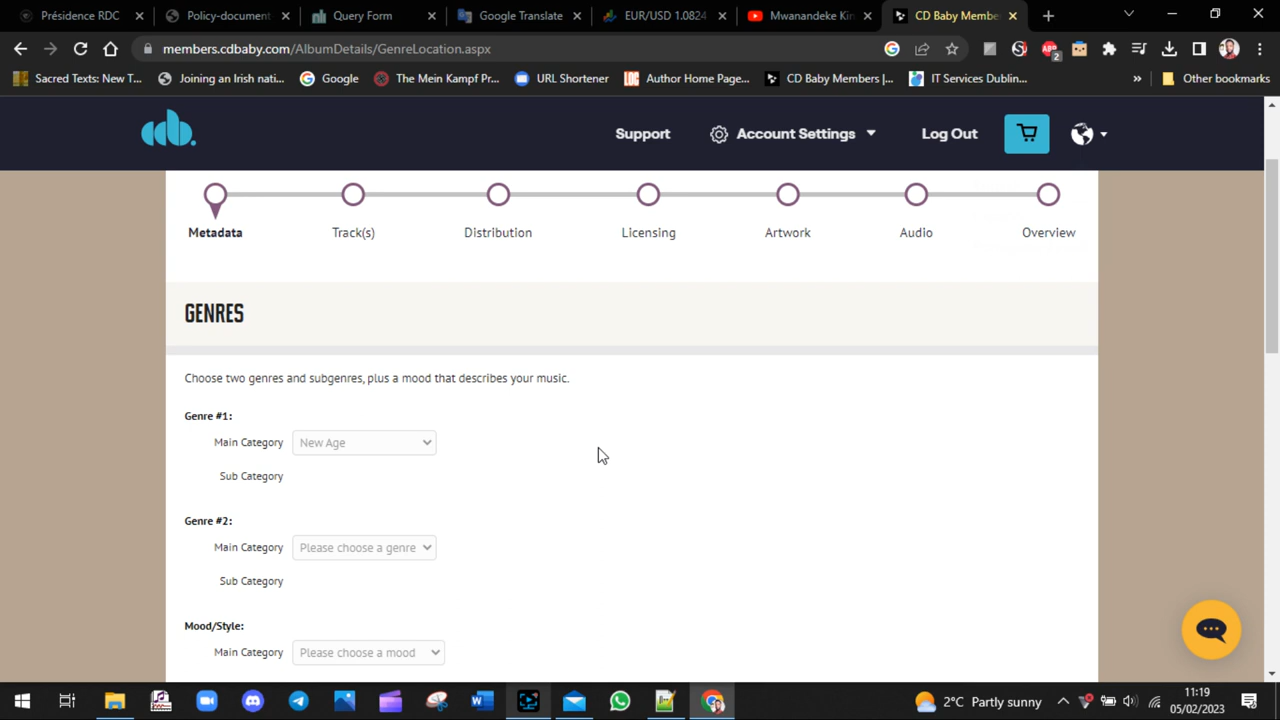 Présidence RDC
Policy-document
Query Form
Google Translate
EUR/USD 1.0824
Mwanandeke Kin
CD Baby Membe
members.cdbaby.com/AlbumDetails/GenreLocation.aspx
2
Sacred Texts: New T...
Joining an Irish nati...
Google
The Mein Kampf Pr...
URL Shortener
Author Home Page...
CD Baby Members |...
IT Services Dublin...
»
Other bookmarks
cdb.
Support
Account Settings
Log Out
Metadata
Track(s)
Distribution
Licensing
Artwork
Audio
Overview
GENRES
Choose two genres and subgenres, plus a mood that describes your music.
Genre #1:
Main Category
New Age
Sub Category
Genre #2:
Main Category
Please choose a genre
Sub Category
Mood/Style:
Main Category
Please choose a mood
2°C Partly sunny
11:19
05/02/2023